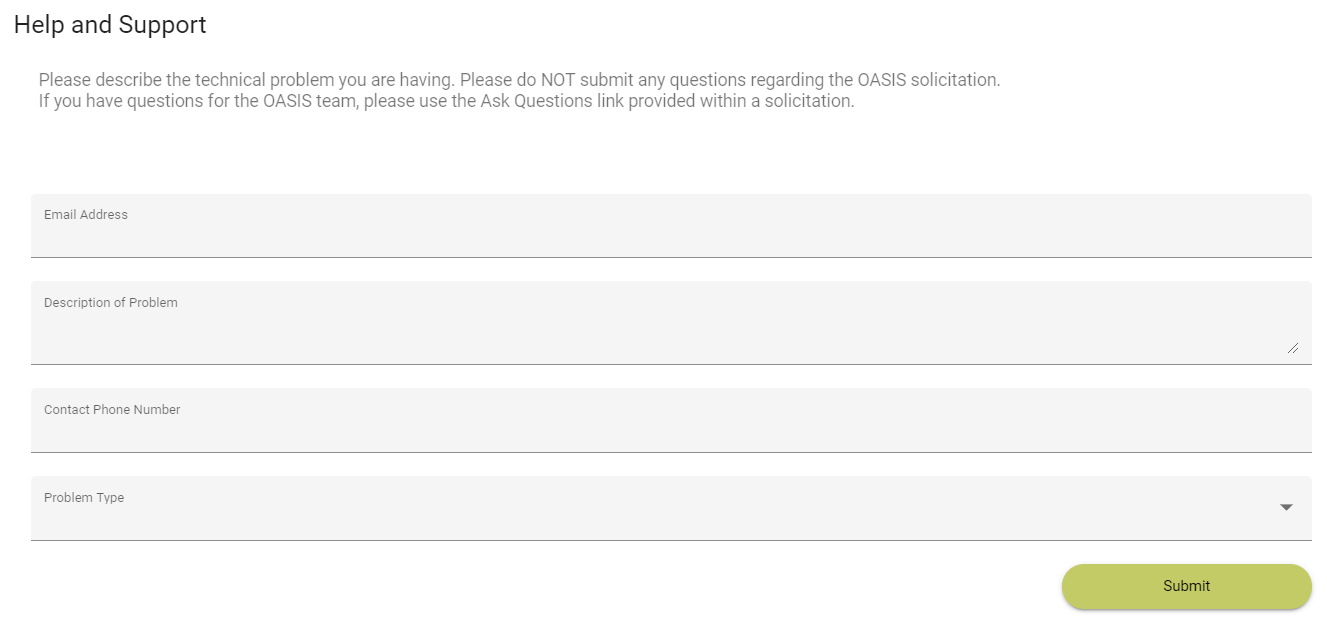 Help and Support
Please describe the technical problem you are having. Please do NOT submit any questions regarding the OASIS solicitation.
If you have questions for the OASIS team, please use the Ask Questions link provided within a solicitation.
Email Address
Description of Problem
Contact Phone Number
Problem Type
Submit